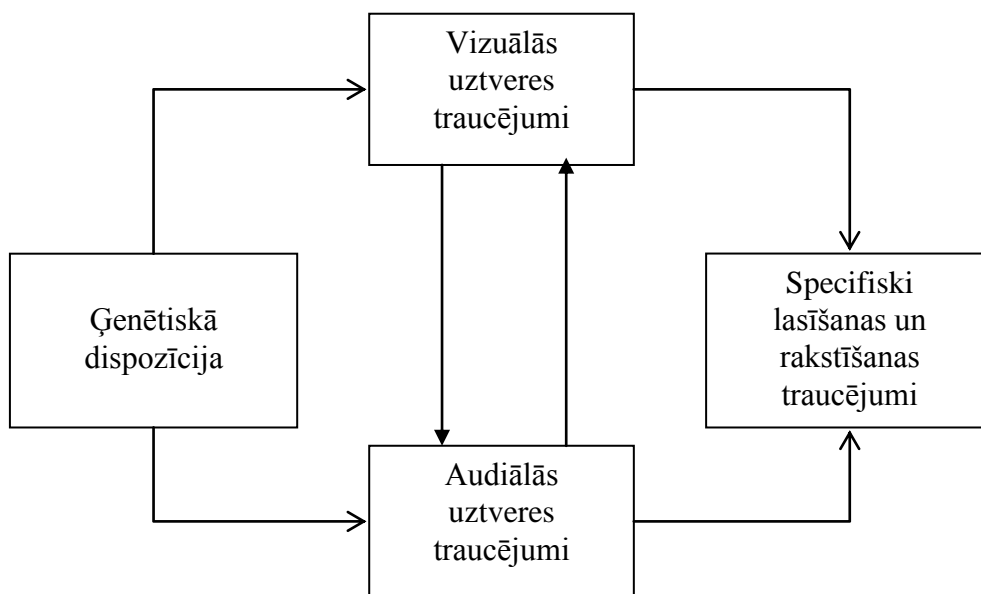 Vizuālās
uztveres
traucējumi
Ģenētiskā
dispozīcija
Specifiski
lasīšanas un
rakstīšanas
traucējumi
Audiālās
uztveres
traucējumi